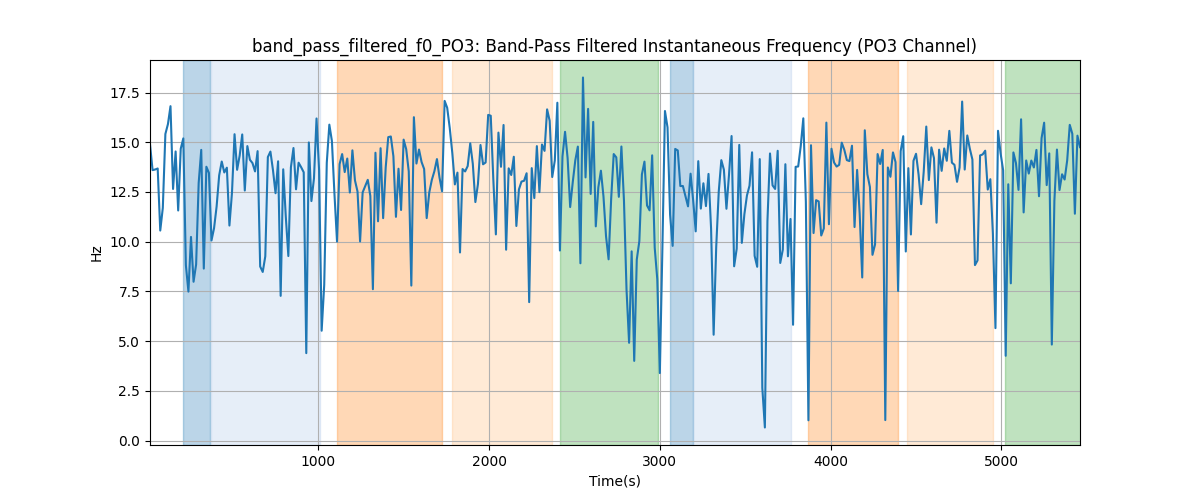 band_pass_filtered_f0_PO3: Band-Pass Filtered Instantaneous Frequency (PO3 Channel)
17.5
15.0
12.5
10.0
7.5
5.0
2.5
0.0
Hz
1000 2000 3000 4000 5000
Time(s)